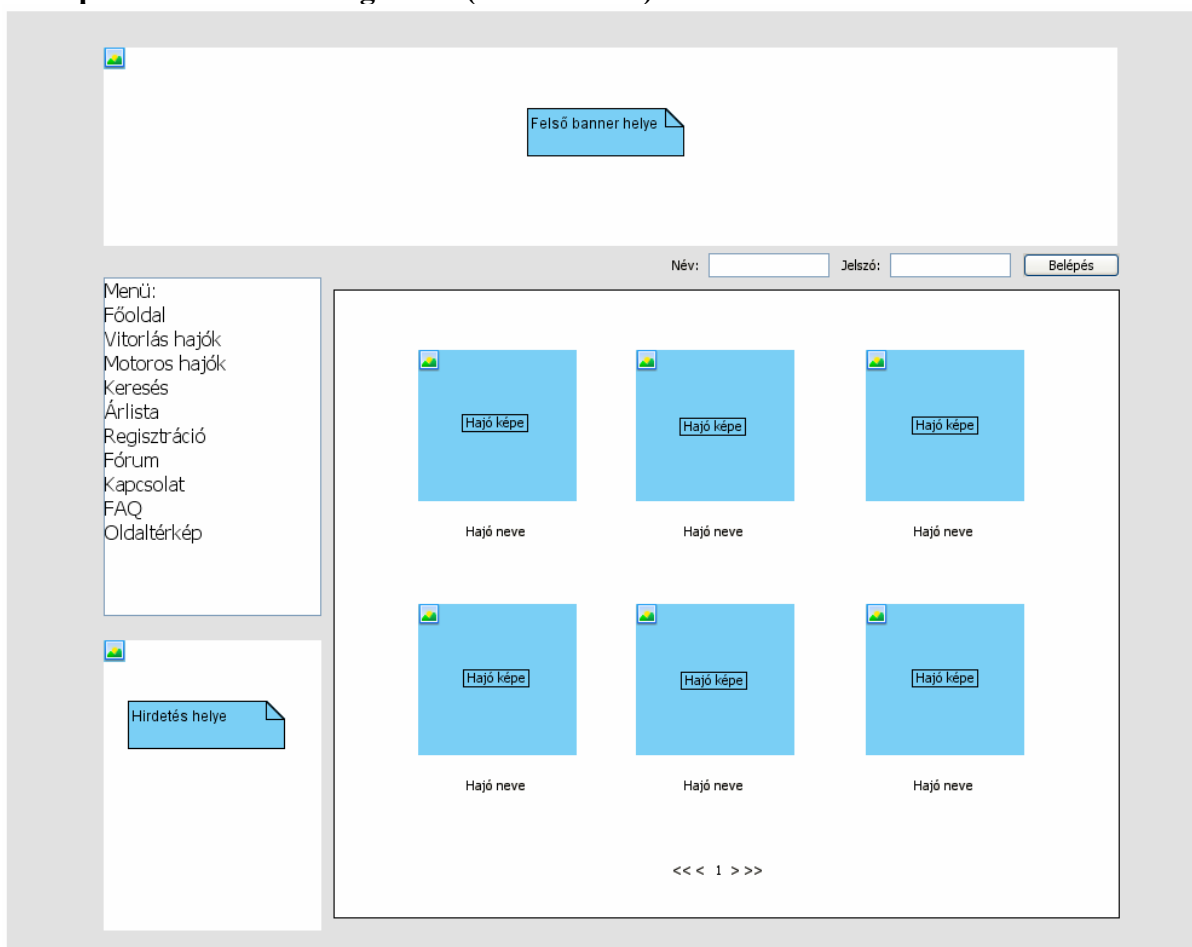 Felső banner helye
Név: Jelszó: Belépés
Menü:
Főoldal
Vitorlás hajók
Motoros hajók
Keresés
Árlista
Regisztráció
Fórum
Kapcsolat
FAQ
Oldaltérkép
Hirdetés helye
Hajó képe Hajó képe Hajó képe
Hajó neve Hajó neve Hajó neve
Hajó képe Hajó képe Hajó képe
Hajó neve Hajó neve Hajó neve
<< < 1 > >>